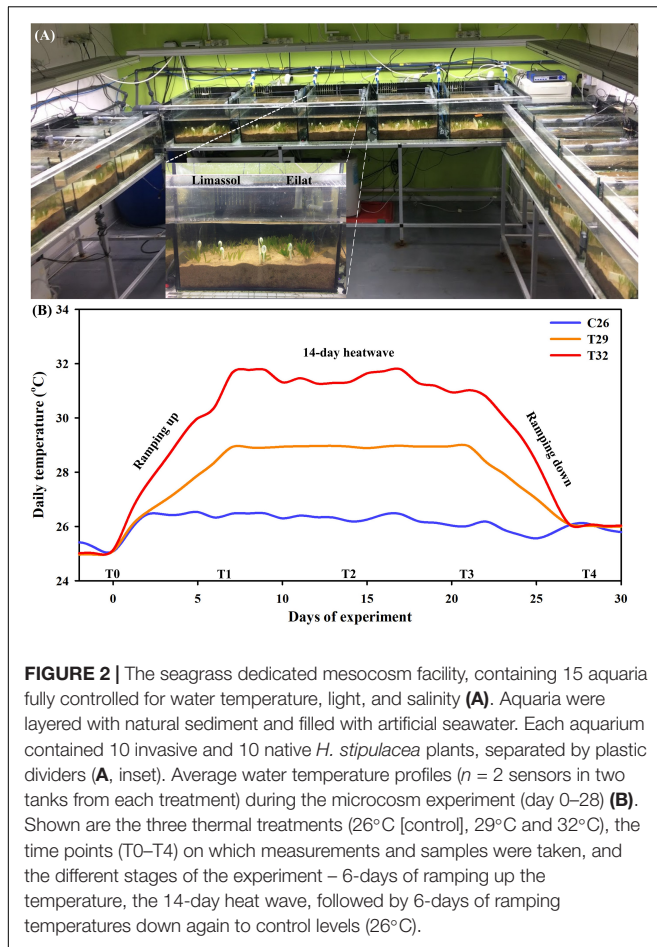 (A)
Limassol Eilat
(B)
34
32
30
28
26
24
Daily temperature (°C)
C26
T29
T32
14-day heatwave
Ramping up
Ramping down
T0 T1 T2 T3 T4
0 5 10 15 20 25 30
Days of experiment
FIGURE 2 | The seagrass dedicated mesocosm facility, containing 15 aquaria
fully controlled for water temperature, light, and salinity (A). Aquaria were
layered with natural sediment and filled with artificial seawater. Each aquarium
contained 10 invasive and 10 native H. stipulacea plants, separated by plastic
dividers (A, inset). Average water temperature profiles (n = 2 sensors in two
tanks from each treatment) during the microcosm experiment (day 0–28) (B).
Shown are the three thermal treatments (26°C [control], 29°C and 32°C), the
time points (T0–T4) on which measurements and samples were taken, and
the different stages of the experiment – 6-days of ramping up the
temperature, the 14-day heat wave, followed by 6-days of ramping
temperatures down again to control levels (26°C).